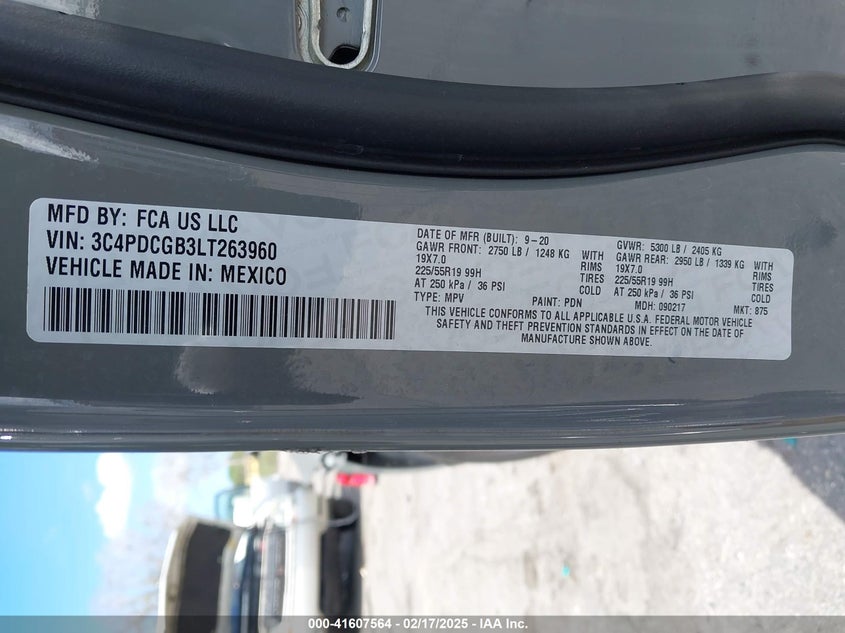 MFD BY: FCA US LLC
VIN: 3C4PDCGB3LT263960
VEHICLE MADE IN: MEXICO
DATE OF MFR (BUILT): 9-20 GVWR: 5300 LB / 2405 KG
GAWR FRONT: 2750 LB / 1248 KG WITH GAWR REAR: 2950 LB / 1339 KG WITH
19X7.0 RIMS 19X7.0 RIMS
225/55R19 99H TIRES 225/55R19 99H TIRES
AT 250 kPa / 36 PSI COLD AT 250 kPa / 36 PSI COLD
TYPE: MPV PAINT: PDN MDH: 090217 MKT: 875
THIS VEHICLE CONFORMS TO ALL APPLICABLE U.S.A. FEDERAL MOTOR VEHICLE
SAFETY AND THEFT PREVENTION STANDARDS IN EFFECT ON THE DATE OF
MANUFACTURE SHOWN ABOVE.
000-41607564 - 02/17/2025 - IAA Inc.